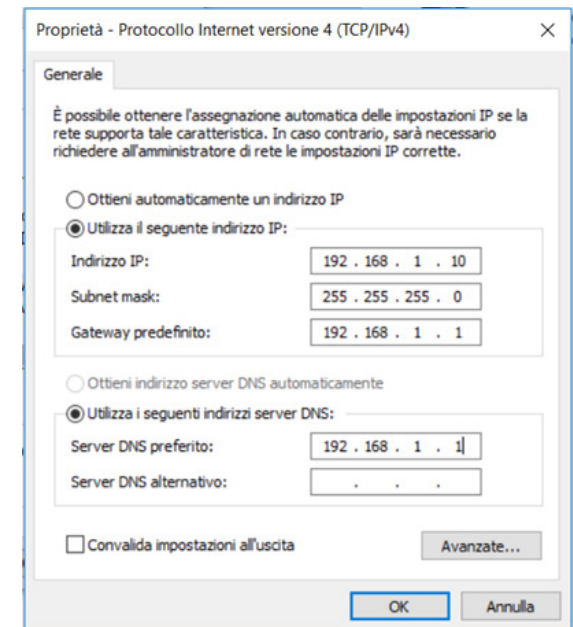 Proprietà - Protocollo Internet versione 4 (TCP/IPv4)
Generale
È possibile ottenere l'assegnazione automatica delle impostazioni IP se la
rete supporta tale caratteristica. In caso contrario, sarà necessario
richiedere all'amministratore di rete le impostazioni IP corrette.
Ottieni automaticamente un indirizzo IP
Utilizza il seguente indirizzo IP:
Indirizzo IP: 192 . 168 . 1 . 10
Subnet mask: 255 . 255 . 255 . 0
Gateway predefinito: 192 . 168 . 1 . 1
Ottieni indirizzo server DNS automaticamente
Utilizza i seguenti indirizzi server DNS:
Server DNS preferito: 192 . 168 . 1 . 1
Server DNS alternativo: . . .
Convalida impostazioni all'uscita
Avanzate...
OK Annulla